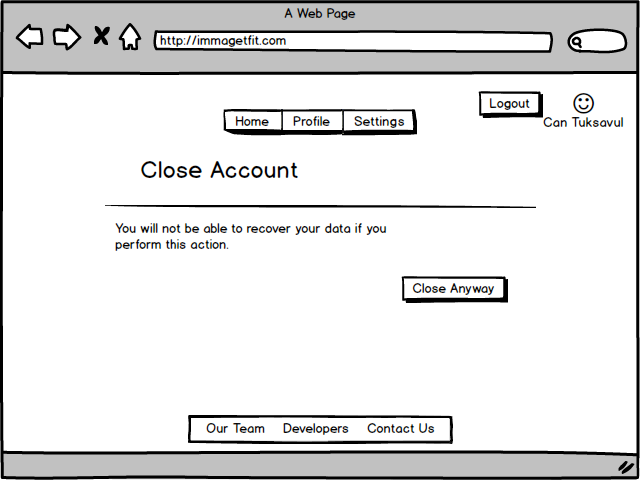 A Web Page
http://immagetfit.com
Logout
Can Tuksavul
Home Profile Settings
Close Account
You will not be able to recover your data if you
perform this action.
Close Anyway
Our Team Developers Contact Us